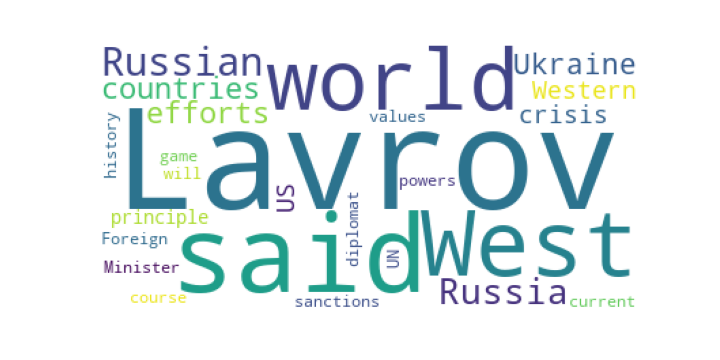 Russian
world
Ukraine
countries
Western
efforts
values
crisis
history
Lavrov
game
will
US
powers
principle
said
diplomat
UN
West
Foreign
Minister
Russia
course
sanctions
current